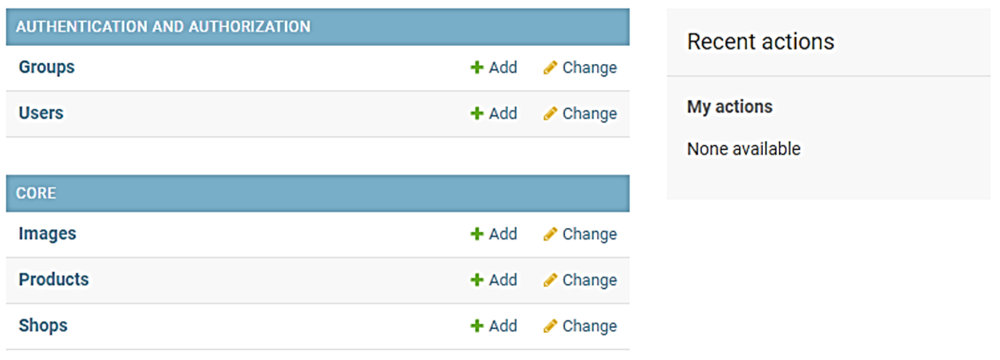 AUTHENTICATION AND AUTHORIZATION
Groups Add Change
Users Add Change
CORE
Images Add Change
Products Add Change
Shops Add Change
Recent actions
My actions
None available